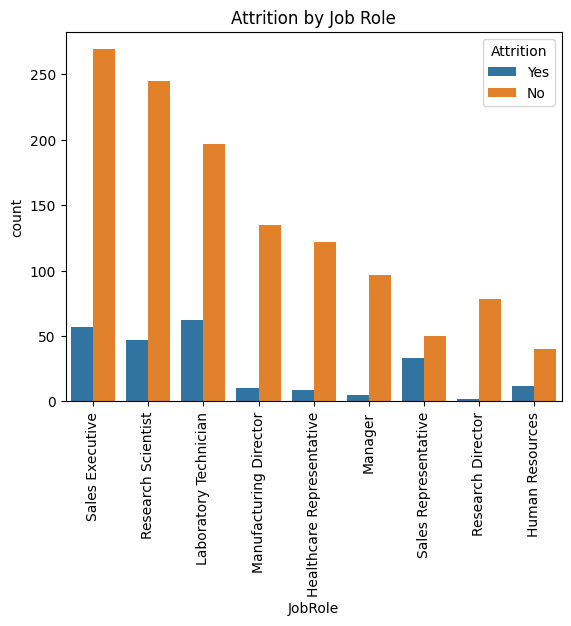 Attrition by Job Role
Attrition
Yes
No
count
250
200
150
100
50
0
Sales Executive
Research Scientist
Laboratory Technician
Manufacturing Director
Healthcare Representative
Manager
Sales Representative
Research Director
Human Resources
JobRole